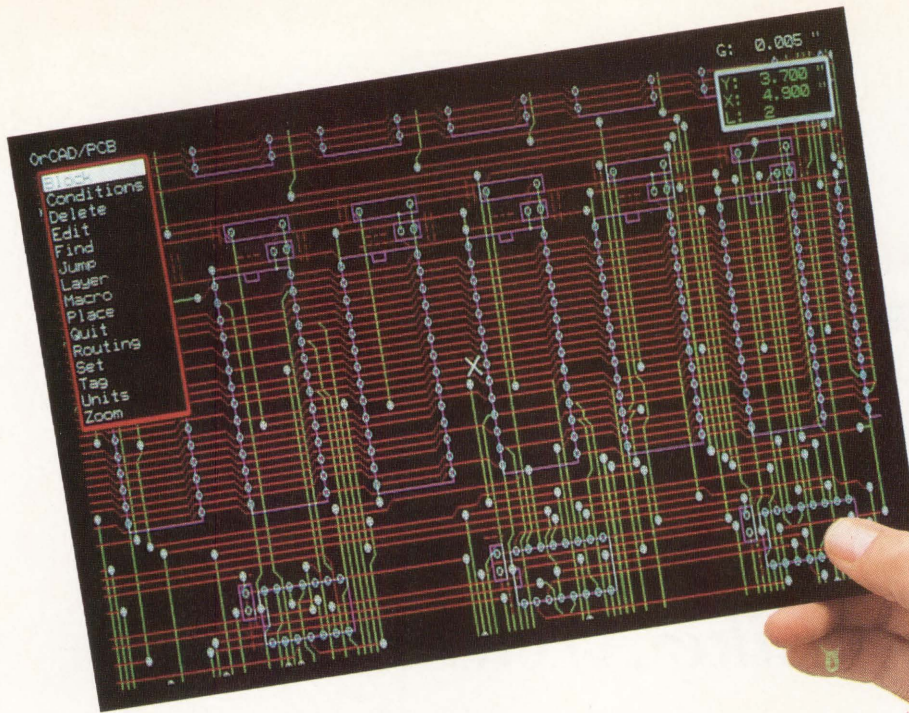 OrCAD/PCB
Block
Conditions
Delete
Edit
Find
Jump
Layer
Macro
Place
Quit
Routing
Set
Tag
Units
Zoom
G: 0.005 "
Y: 3.700 "
X: 4.900 "
L: 2